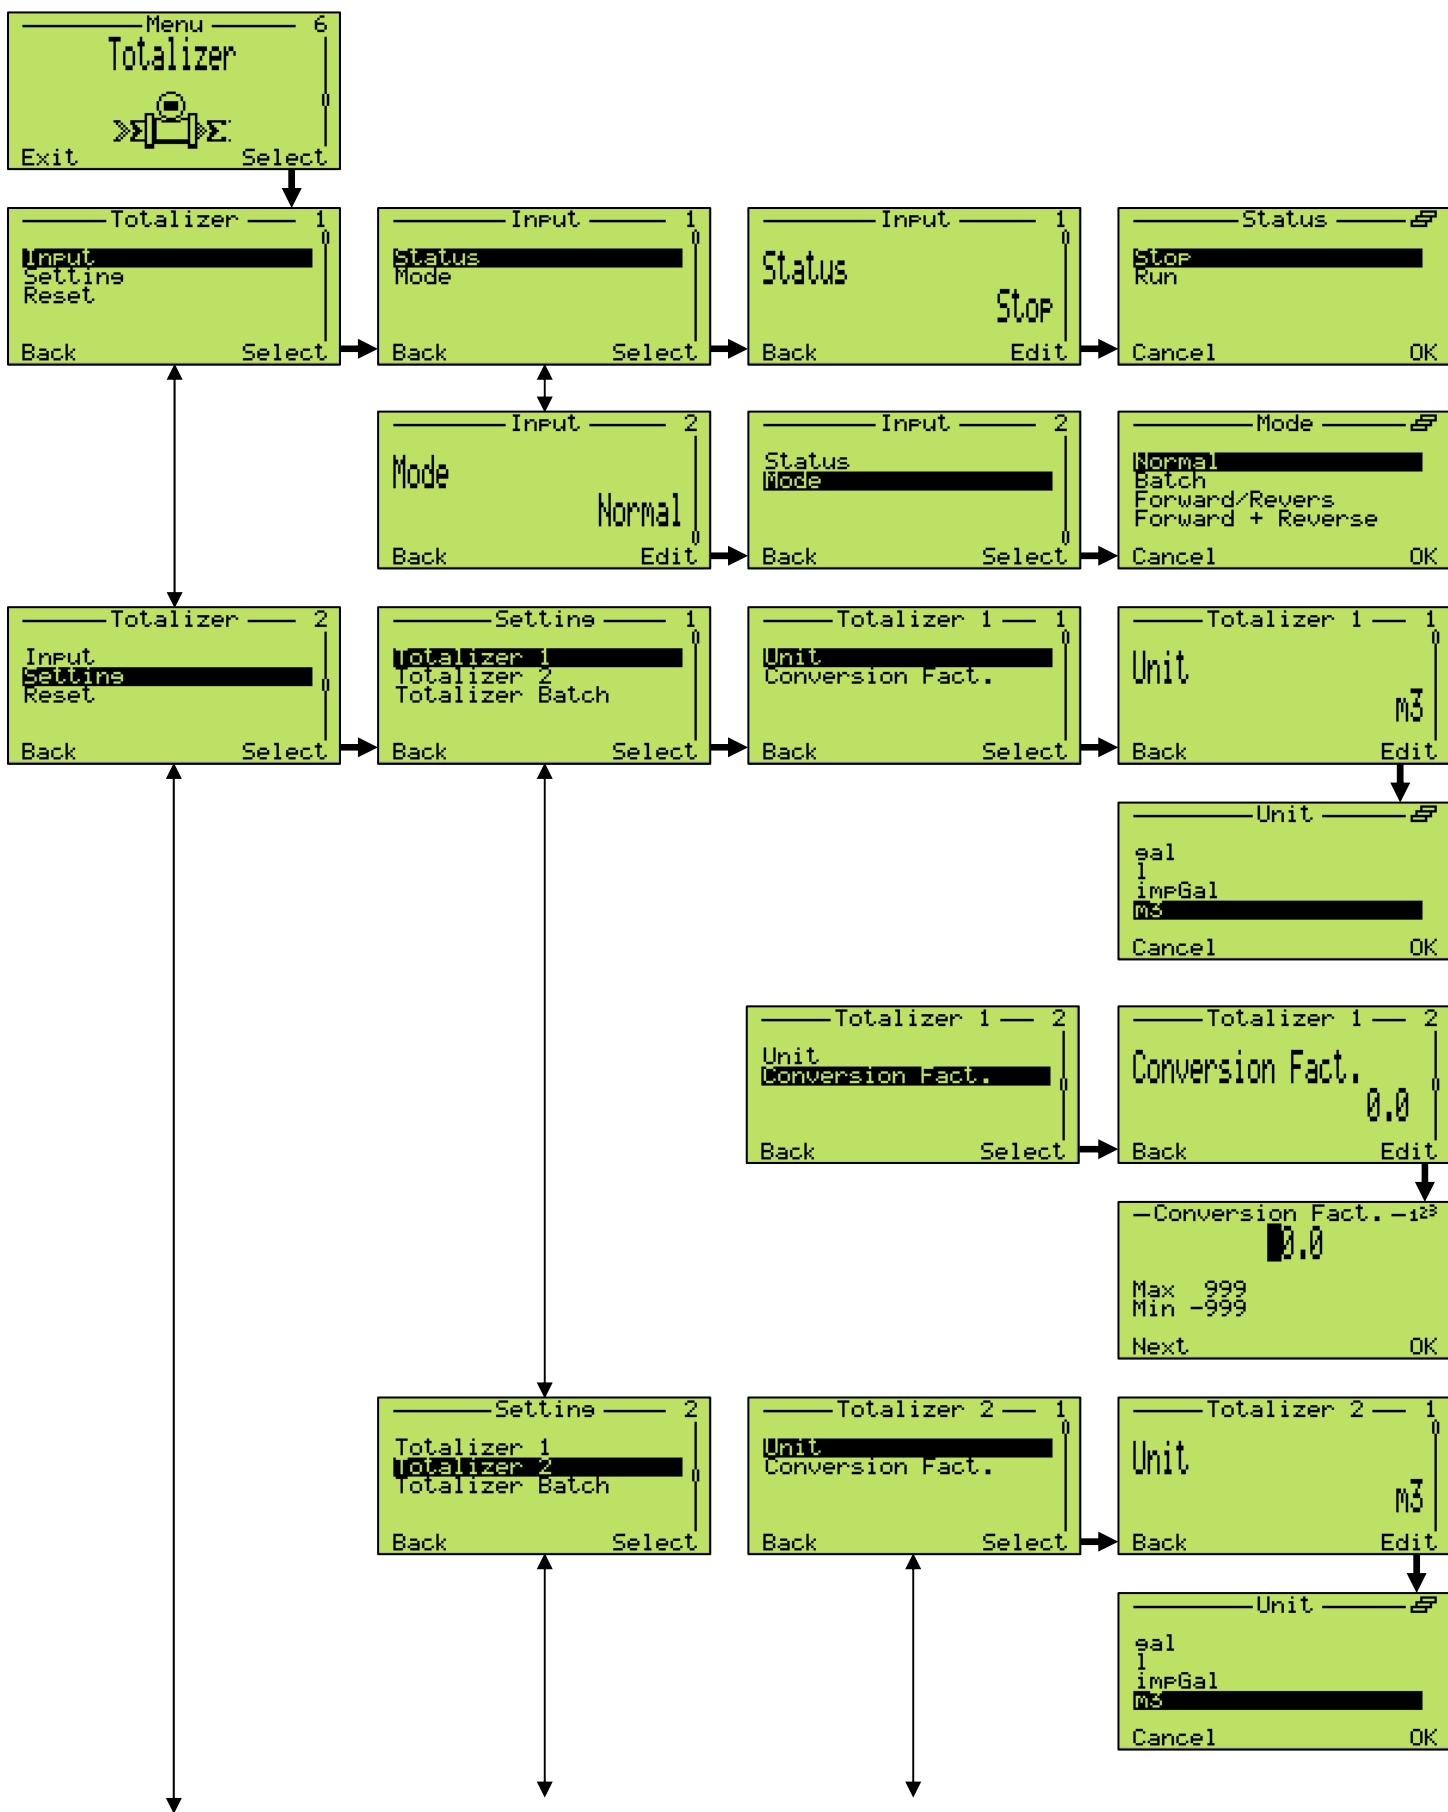 Menu 6
Totalizer
Exit Select
Totalizer 1
Input
Setting
Reset
Back Select
Input 1
Status
Mode
Back Select
Input 1
Status
Stop
Back Edit
Status
Stop
Run
Cancel OK
Input 2
Mode
Normal
Back Edit
Input 2
Status
Mode
Back Select
Mode
Normal
Batch
Forward/Revers
Forward + Reverse
Cancel OK
Totalizer 2
Input
Setting
Reset
Back Select
Setting 1
Totalizer 1
Totalizer 2
Totalizer Batch
Back Select
Totalizer 1 1
Unit
Conversion Fact.
Back Select
Totalizer 1 1
Unit
m3
Back Edit
Unit
gal
l
impGal
m3
Cancel OK
Totalizer 1 2
Unit
Conversion Fact.
Back Select
Totalizer 1 2
Conversion Fact.
0.0
Back Edit
Conversion Fact. 123
0.0
Max 999
Min -999
Next OK
Setting 2
Totalizer 1
Totalizer 2
Totalizer Batch
Back Select
Totalizer 2 1
Unit
Conversion Fact.
Back Select
Totalizer 2 1
Unit
m3
Back Edit
Unit
gal
l
impGal
m3
Cancel OK